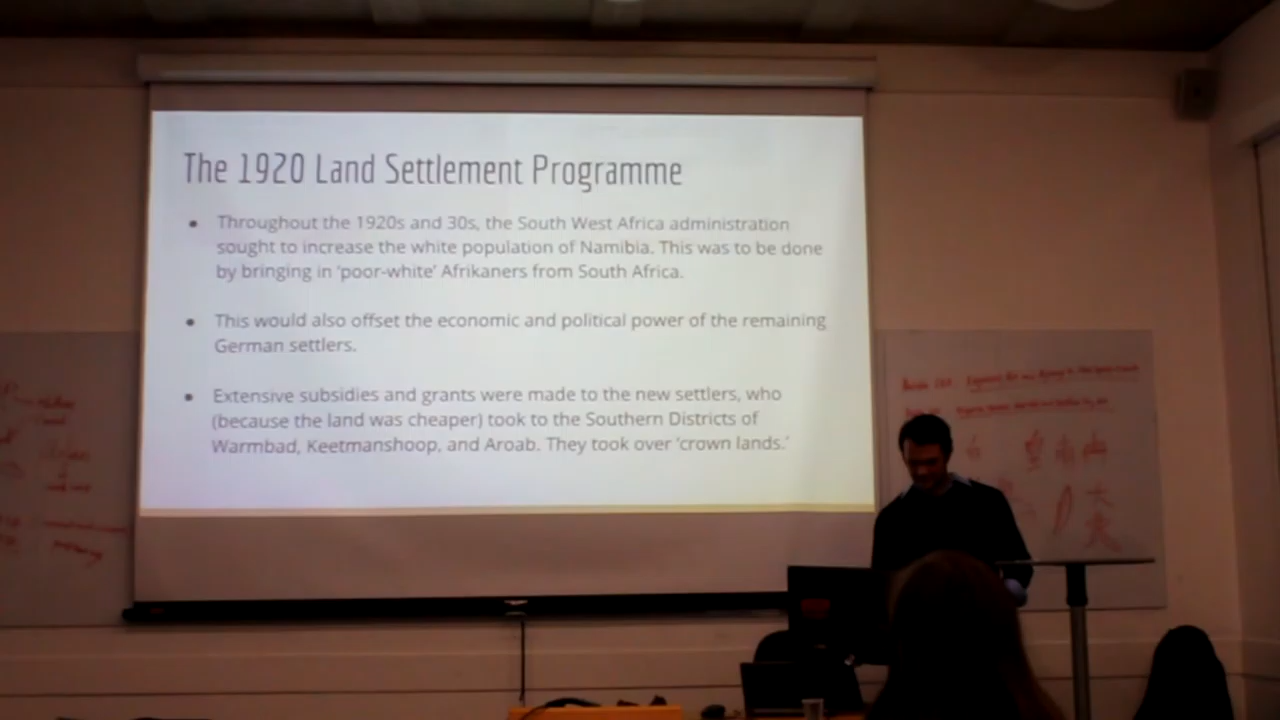 The 1920 Land Settlement Programme
Throughout the 1920s and 30s, the South West Africa administration
sought to increase the white population of Namibia. This was to be done
by bringing in ‘poor-white’ Afrikaners from South Africa.
This would also offset the economic and political power of the remaining
German settlers.
Extensive subsidies and grants were made to the new settlers, who
(because the land was cheaper) took to the Southern Districts of
Warmbad, Keetmanshoop, and Aroab. They took over ‘crown lands.’